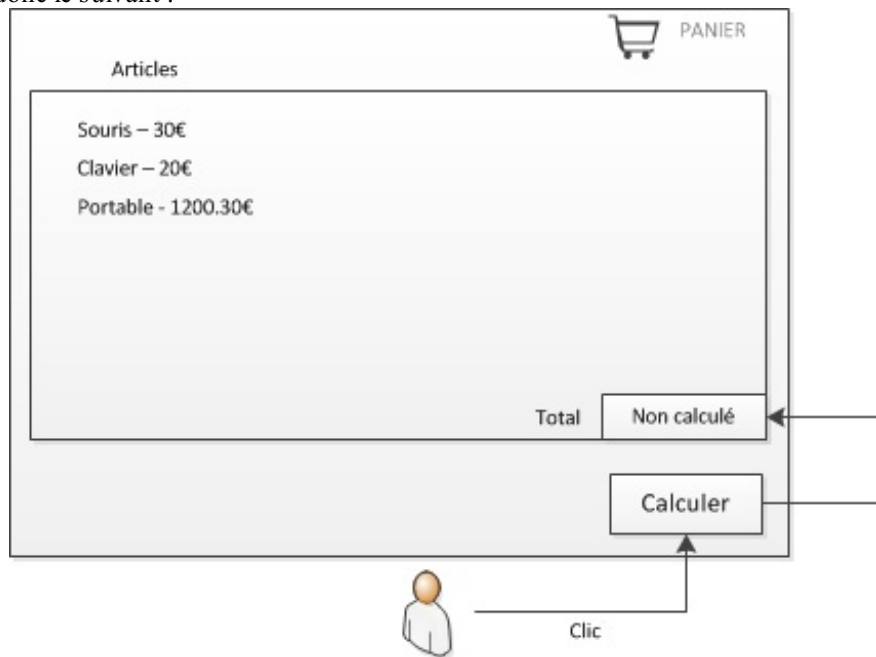 PANIER
Articles
Souris – 30€
Clavier – 20€
Portable - 1200.30€
Total Non calculé
Calculer
Clic